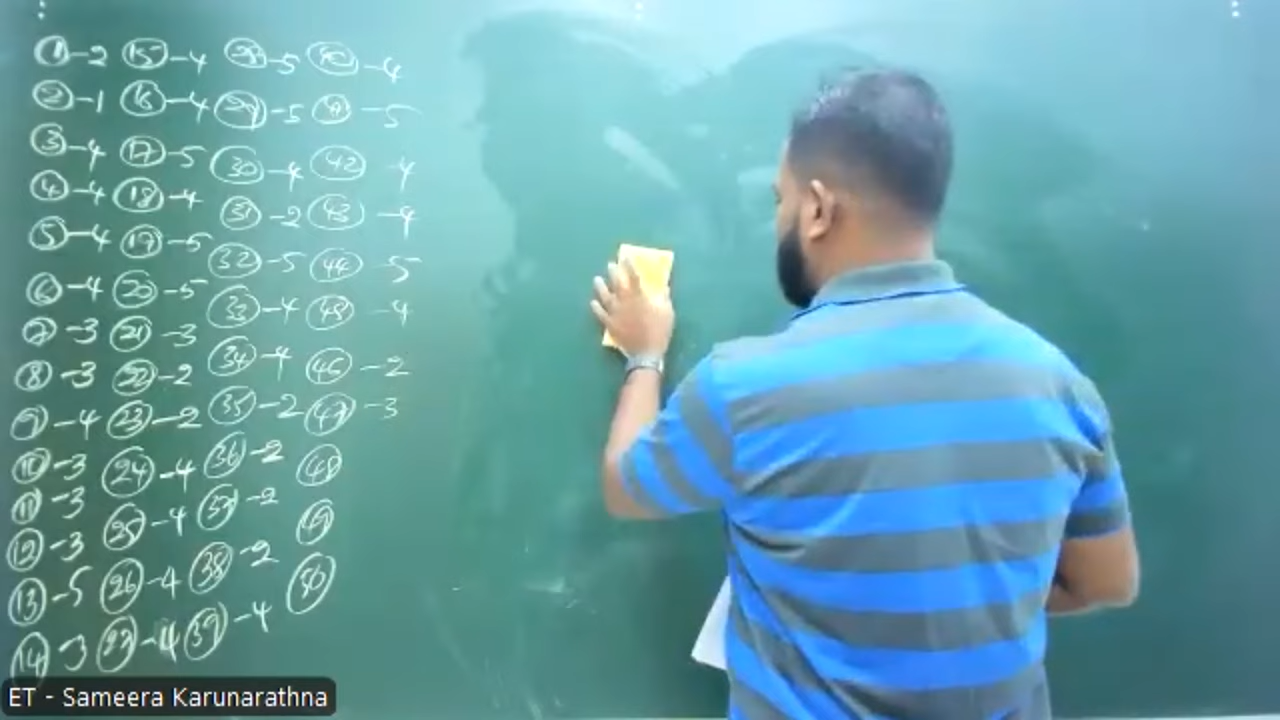 ① -2 ⑮ -4 ㉘ -5 ㊵ -4
② -1 ⑯ -4 ㉙ -5 ㊶ -5
③ -4 ⑰ -5 ㉚ -4 ㊷ -4
④ -4 ⑱ -4 ㉛ -2 ㊸ -4
⑤ -4 ⑲ -5 ㉜ -5 ㊹ -5
⑥ -4 ⑳ -5 ㉝ -4 ㊺ -4
⑦ -3 ㉑ -3 ㉞ -4 ㊻ -2
⑧ -3 ㉒ -2 ㉟ -2 ㊼ -3
⑨ -4 ㉓ -2 ㊱ -2 ㊽
⑩ -3 ㉔ -4 ㊲ -2 ㊾
⑪ -3 ㉕ -4 ㊳ -2 ㊿
⑫ -3 ㉖ -4 ㊴ -4
⑬ -5 ㉗ -4
⑭ -3
ET - Sameera Karunarathna